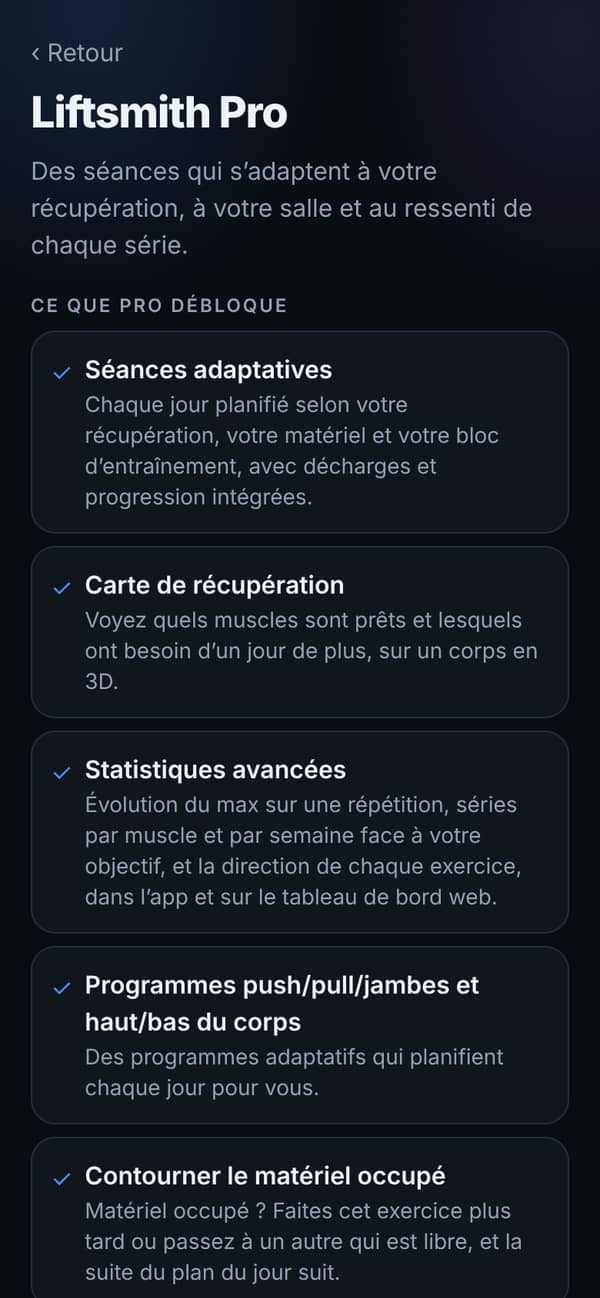 ‹ Retour
Liftsmith Pro
Des séances qui s’adaptent à votre
récupération, à votre salle et au ressenti de
chaque série.
CE QUE PRO DÉBLOQUE
Séances adaptatives
Chaque jour planifié selon votre
récupération, votre matériel et votre bloc
d’entraînement, avec décharges et
progression intégrées.
Carte de récupération
Voyez quels muscles sont prêts et lesquels
ont besoin d’un jour de plus, sur un corps en
3D.
Statistiques avancées
Évolution du max sur une répétition, séries
par muscle et par semaine face à votre
objectif, et la direction de chaque exercice,
dans l’app et sur le tableau de bord web.
Programmes push/pull/jambes et
haut/bas du corps
Des programmes adaptatifs qui planifient
chaque jour pour vous.
Contourner le matériel occupé
Matériel occupé ? Faites cet exercice plus
tard ou passez à un autre qui est libre, et la
suite du plan du jour suit.